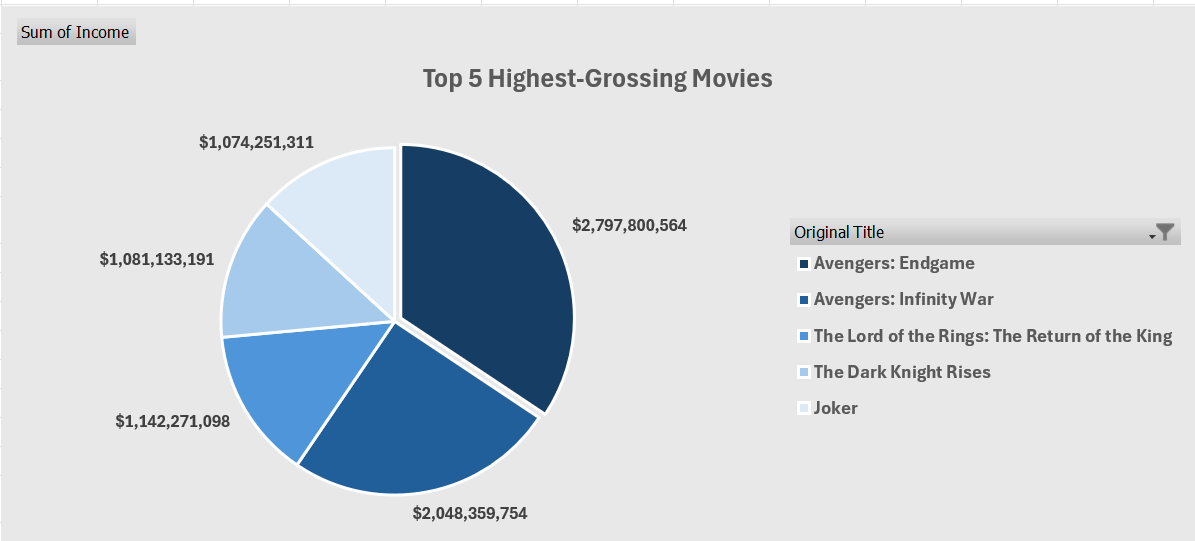 Sum of Income
Top 5 Highest-Grossing Movies
$1,074,251,311
$2,797,800,564
$1,081,133,191
$1,142,271,098
$2,048,359,754
Original Title
Avengers: Endgame
Avengers: Infinity War
The Lord of the Rings: The Return of the King
The Dark Knight Rises
Joker